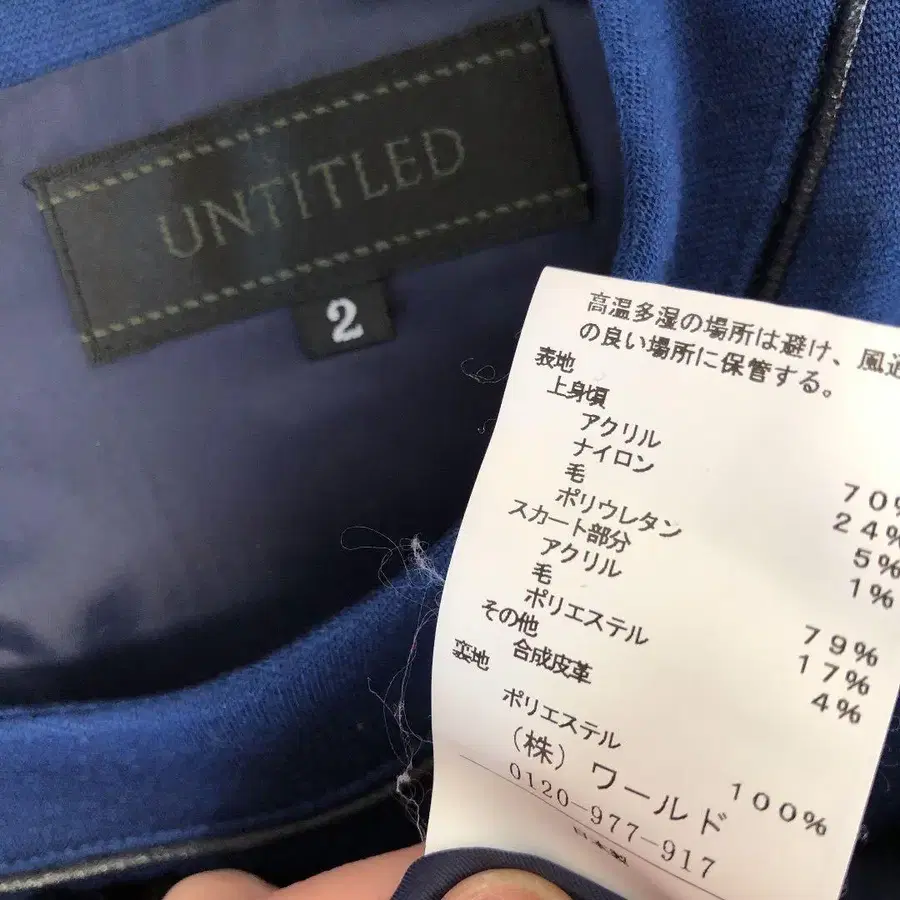 UNTITLED
2
高温多湿の場所は避け、風通
の良い場所に保管する。
表地
上身頃
アクリル 70%
ナイロン 24%
毛 5%
ポリウレタン 1%
スカート部分
アクリル 79%
毛 17%
ポリエステル 4%
その他
合成皮革
裏地
ポリエステル 100%
(株)ワールド
0120-977-917
日本製